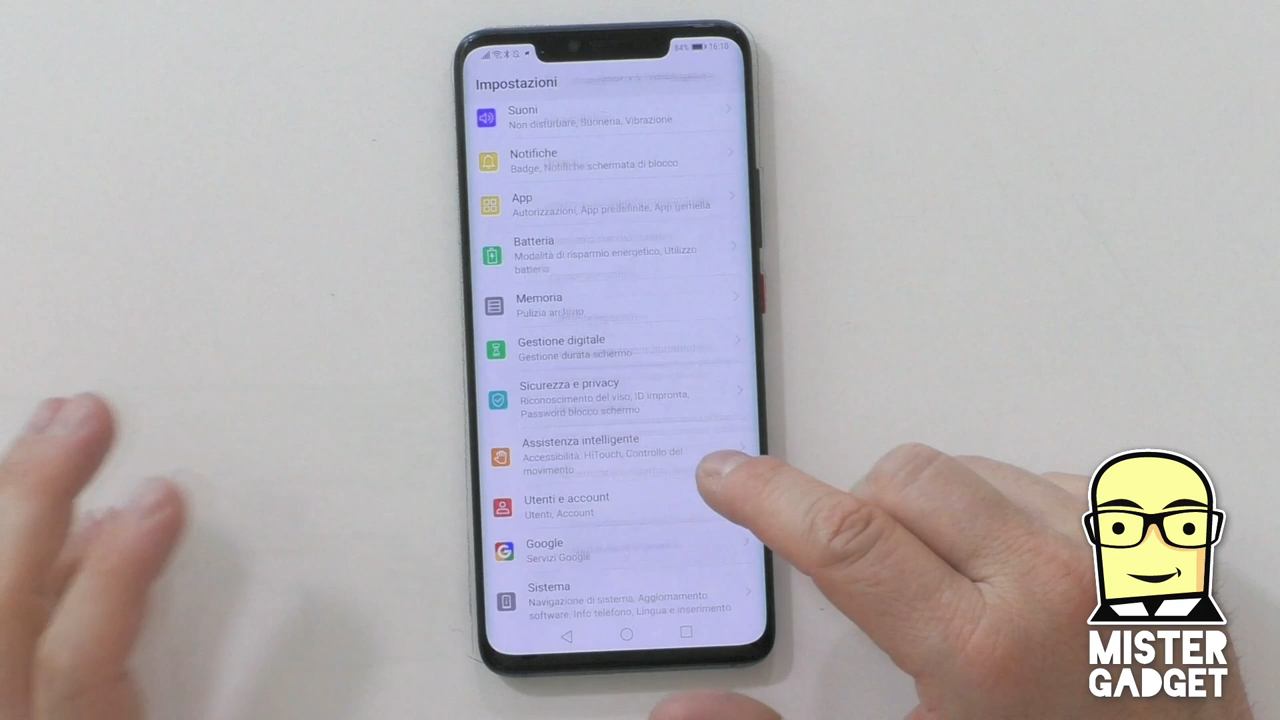 84% 16:10
Impostazioni
Suoni
Non disturbare, Suoneria, Vibrazione
Notifiche
Badge, Notifiche schermata di blocco
App
Autorizzazioni, App predefinite, App gemella
Batteria
Modalità di risparmio energetico, Utilizzo
batteria
Memoria
Pulizia archivio
Gestione digitale
Gestione durata schermo
Sicurezza e privacy
Riconoscimento del viso, ID impronta,
Password blocco schermo
Assistenza intelligente
Accessibilità, HiTouch, Controllo del
movimento
Utenti e account
Utenti, Account
Google
Servizi Google
Sistema
Navigazione di sistema, Aggiornamento
software, Info telefono, Lingua e inserimento
MISTER
GADGET